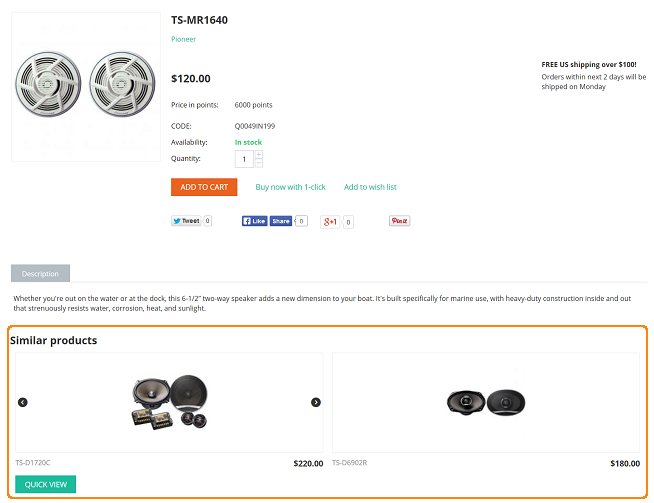 TS-MR1640
Pioneer
$120.00
FREE US shipping over $100!
Orders within next 2 days will be
shipped on Monday
Price in points: 6000 points
CODE: Q0049IN199
Availability: In stock
Quantity: 1 + −
ADD TO CART Buy now with 1-click Add to wish list
Tweet 0 Like Share 0 g+1 0 Pinit
Description
Whether you're out on the water or at the dock, this 6-1/2" two-way speaker adds a new dimension to your boat. It's built specifically for marine use, with heavy-duty construction inside and out
that strenuously resists water, corrosion, heat, and sunlight.
Similar products
TS-D1720C $220.00 TS-D6902R $180.00
QUICK VIEW